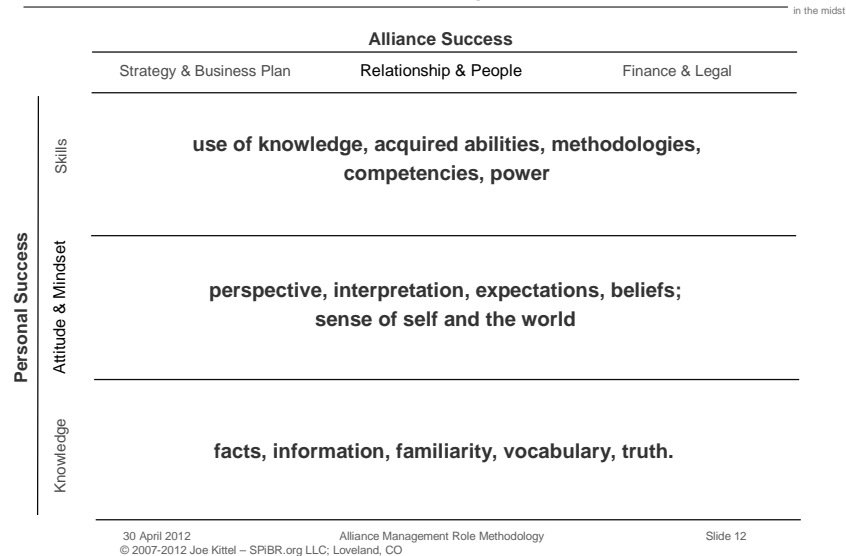 in the midst
Alliance Success
Strategy & Business Plan Relationship & People Finance & Legal
Personal Success
Skills
use of knowledge, acquired abilities, methodologies,
competencies, power
Attitude & Mindset
perspective, interpretation, expectations, beliefs;
sense of self and the world
Knowledge
facts, information, familiarity, vocabulary, truth.
30 April 2012 Alliance Management Role Methodology Slide 12
© 2007-2012 Joe Kittel – SPiBR.org LLC; Loveland, CO